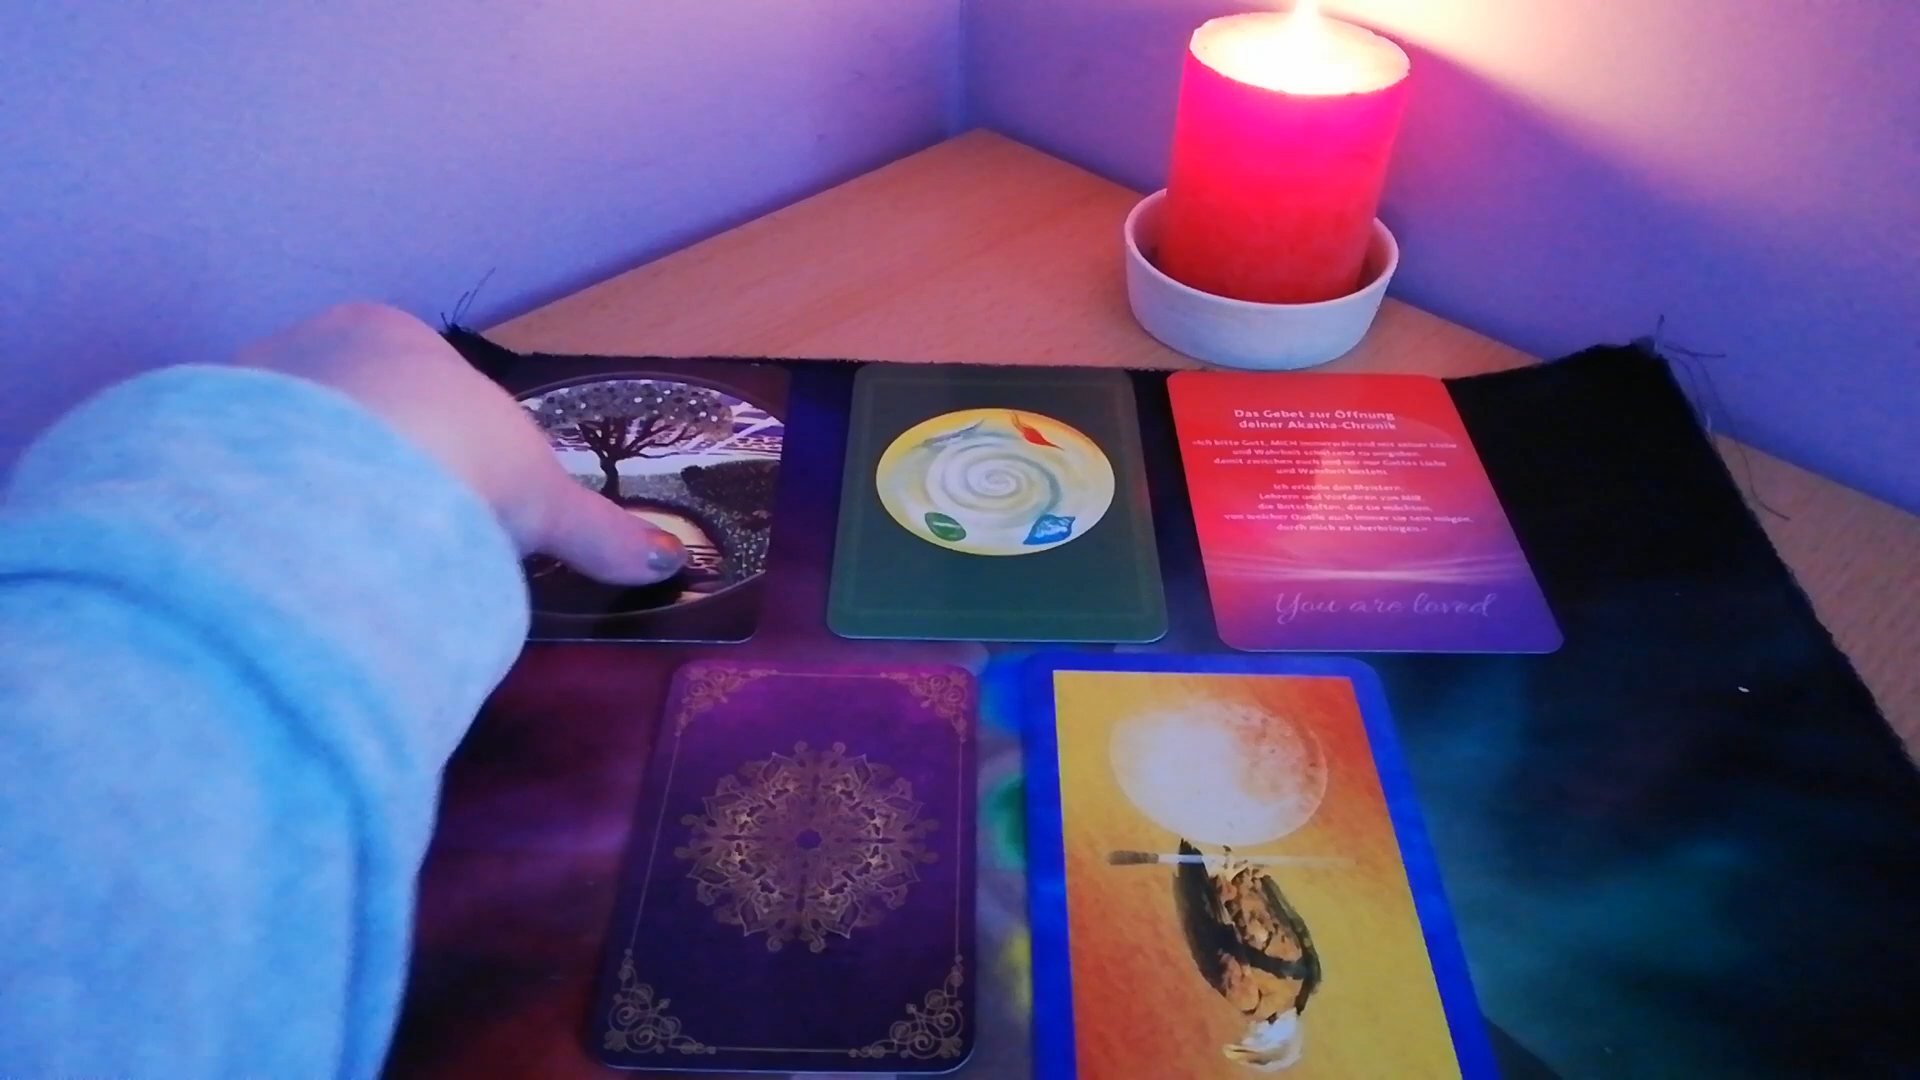 Das Gebet zur Öffnung
deiner Akasha-Chronik
»Ich bitte Gott, MICH immerwährend mit seiner Liebe
und Wahrheit schützend zu umgeben,
damit zwischen euch und mir nur Gottes Liebe
und Wahrheit besteht.
Ich erlaube den Meistern,
Lehrern und Vorfahren von MIR,
die Botschaften, die sie möchten,
von welcher Quelle auch immer sie sein mögen,
durch mich zu überbringen.«
You are loved